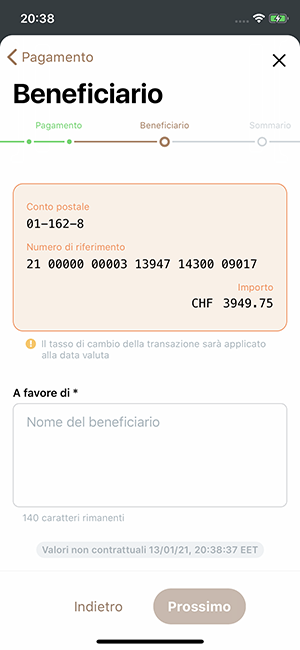 20:38
Pagamento
Beneficiario
Pagamento Beneficiario Sommario
Conto postale
01-162-8
Numero di riferimento
21 00000 00003 13947 14300 09017
Importo
CHF 3949.75
Il tasso di cambio della transazione sarà applicato
alla data valuta
A favore di *
Nome del beneficiario
140 caratteri rimanenti
Valori non contrattuali 13/01/21, 20:38:37 EET
Indietro Prossimo